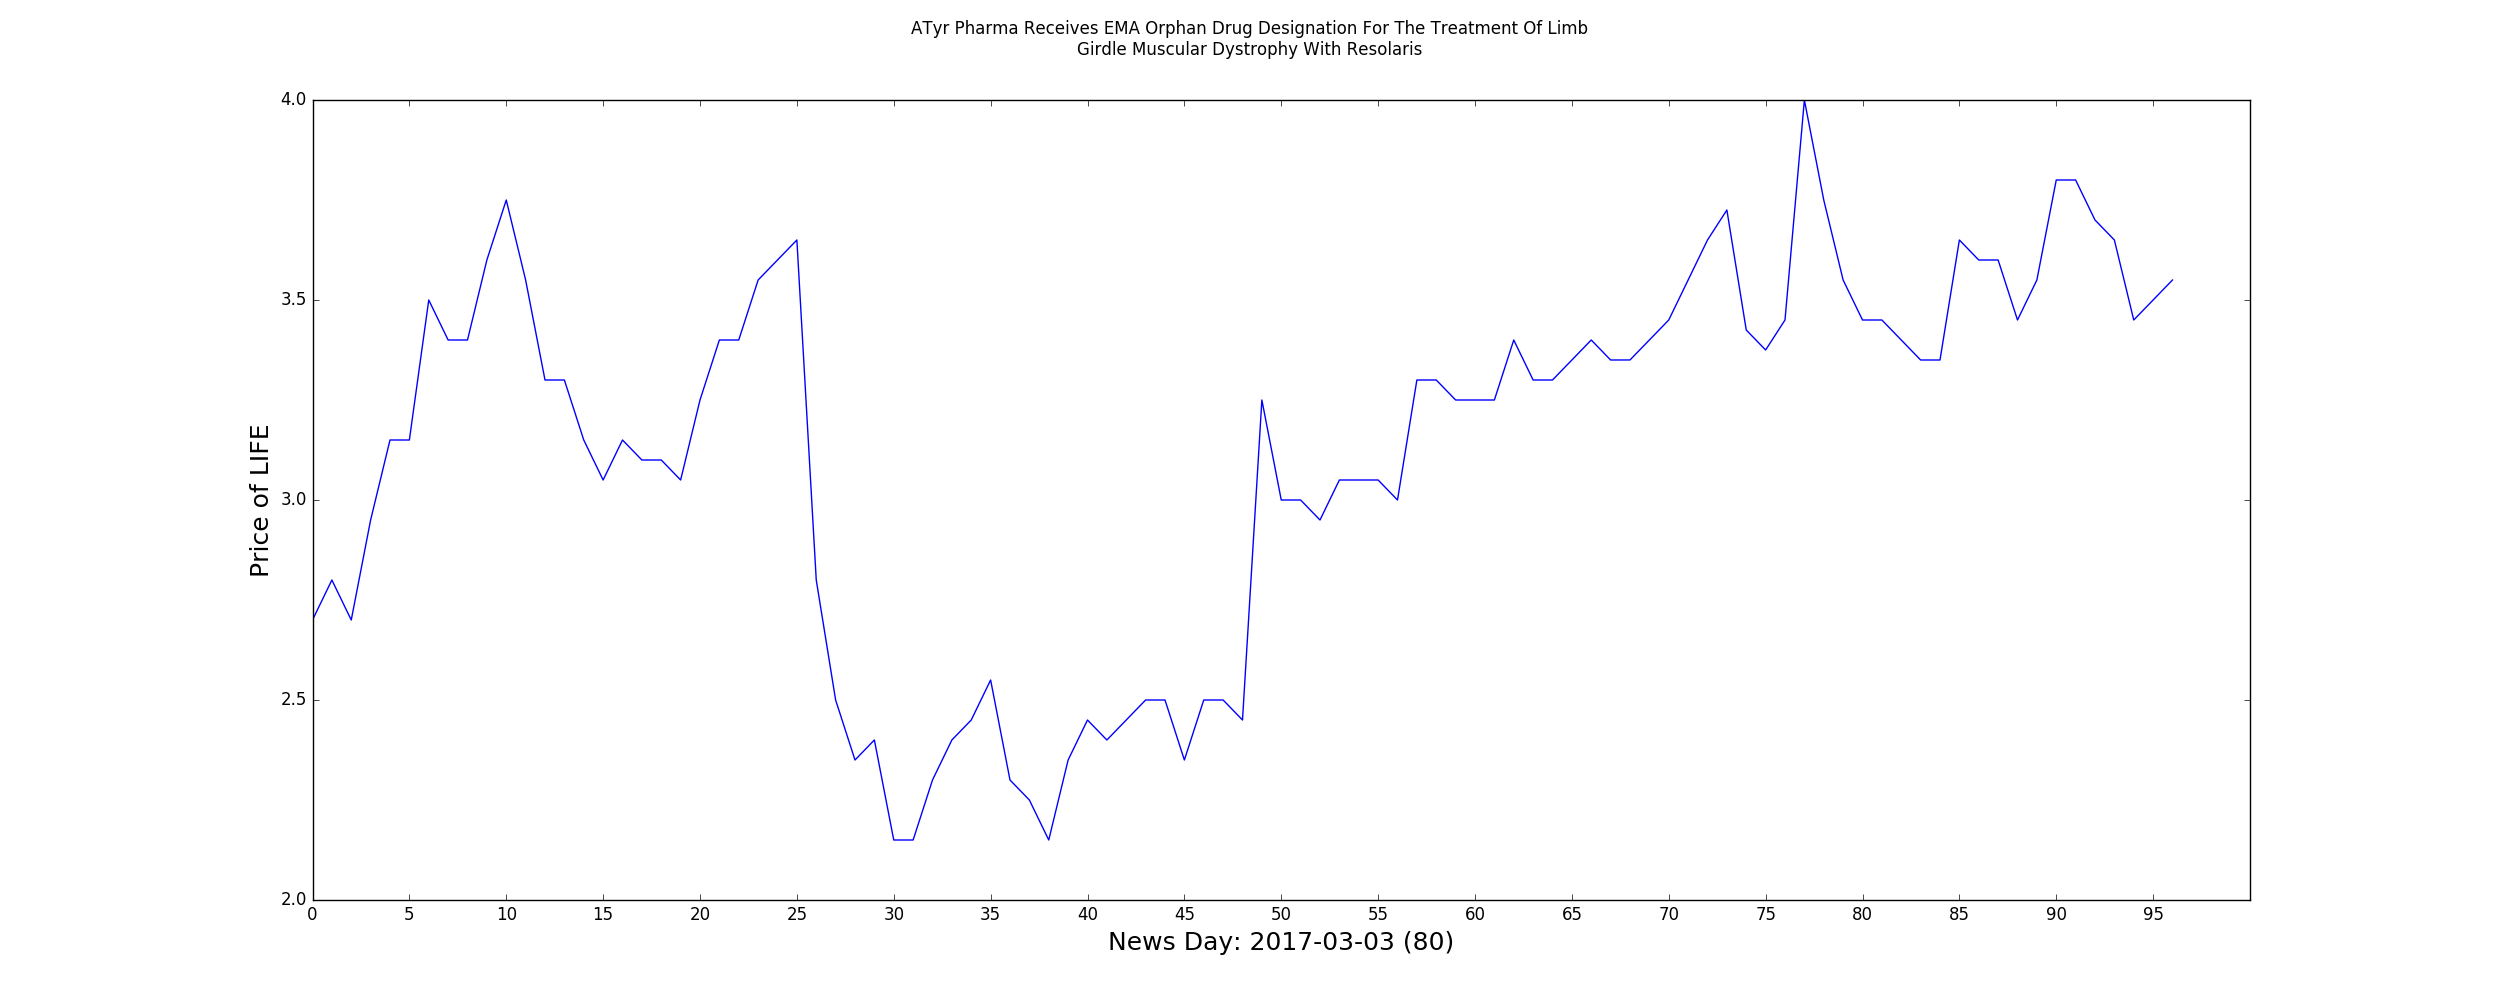 ATyr Pharma Receives EMA Orphan Drug Designation For The Treatment Of Limb
Girdle Muscular Dystrophy With Resolaris
4.0
3.5
3.0
2.5
2.0
Price of LIFE
0 5 10 15 20 25 30 35 40 45 50 55 60 65 70 75 80 85 90 95
News Day: 2017-03-03 (80)